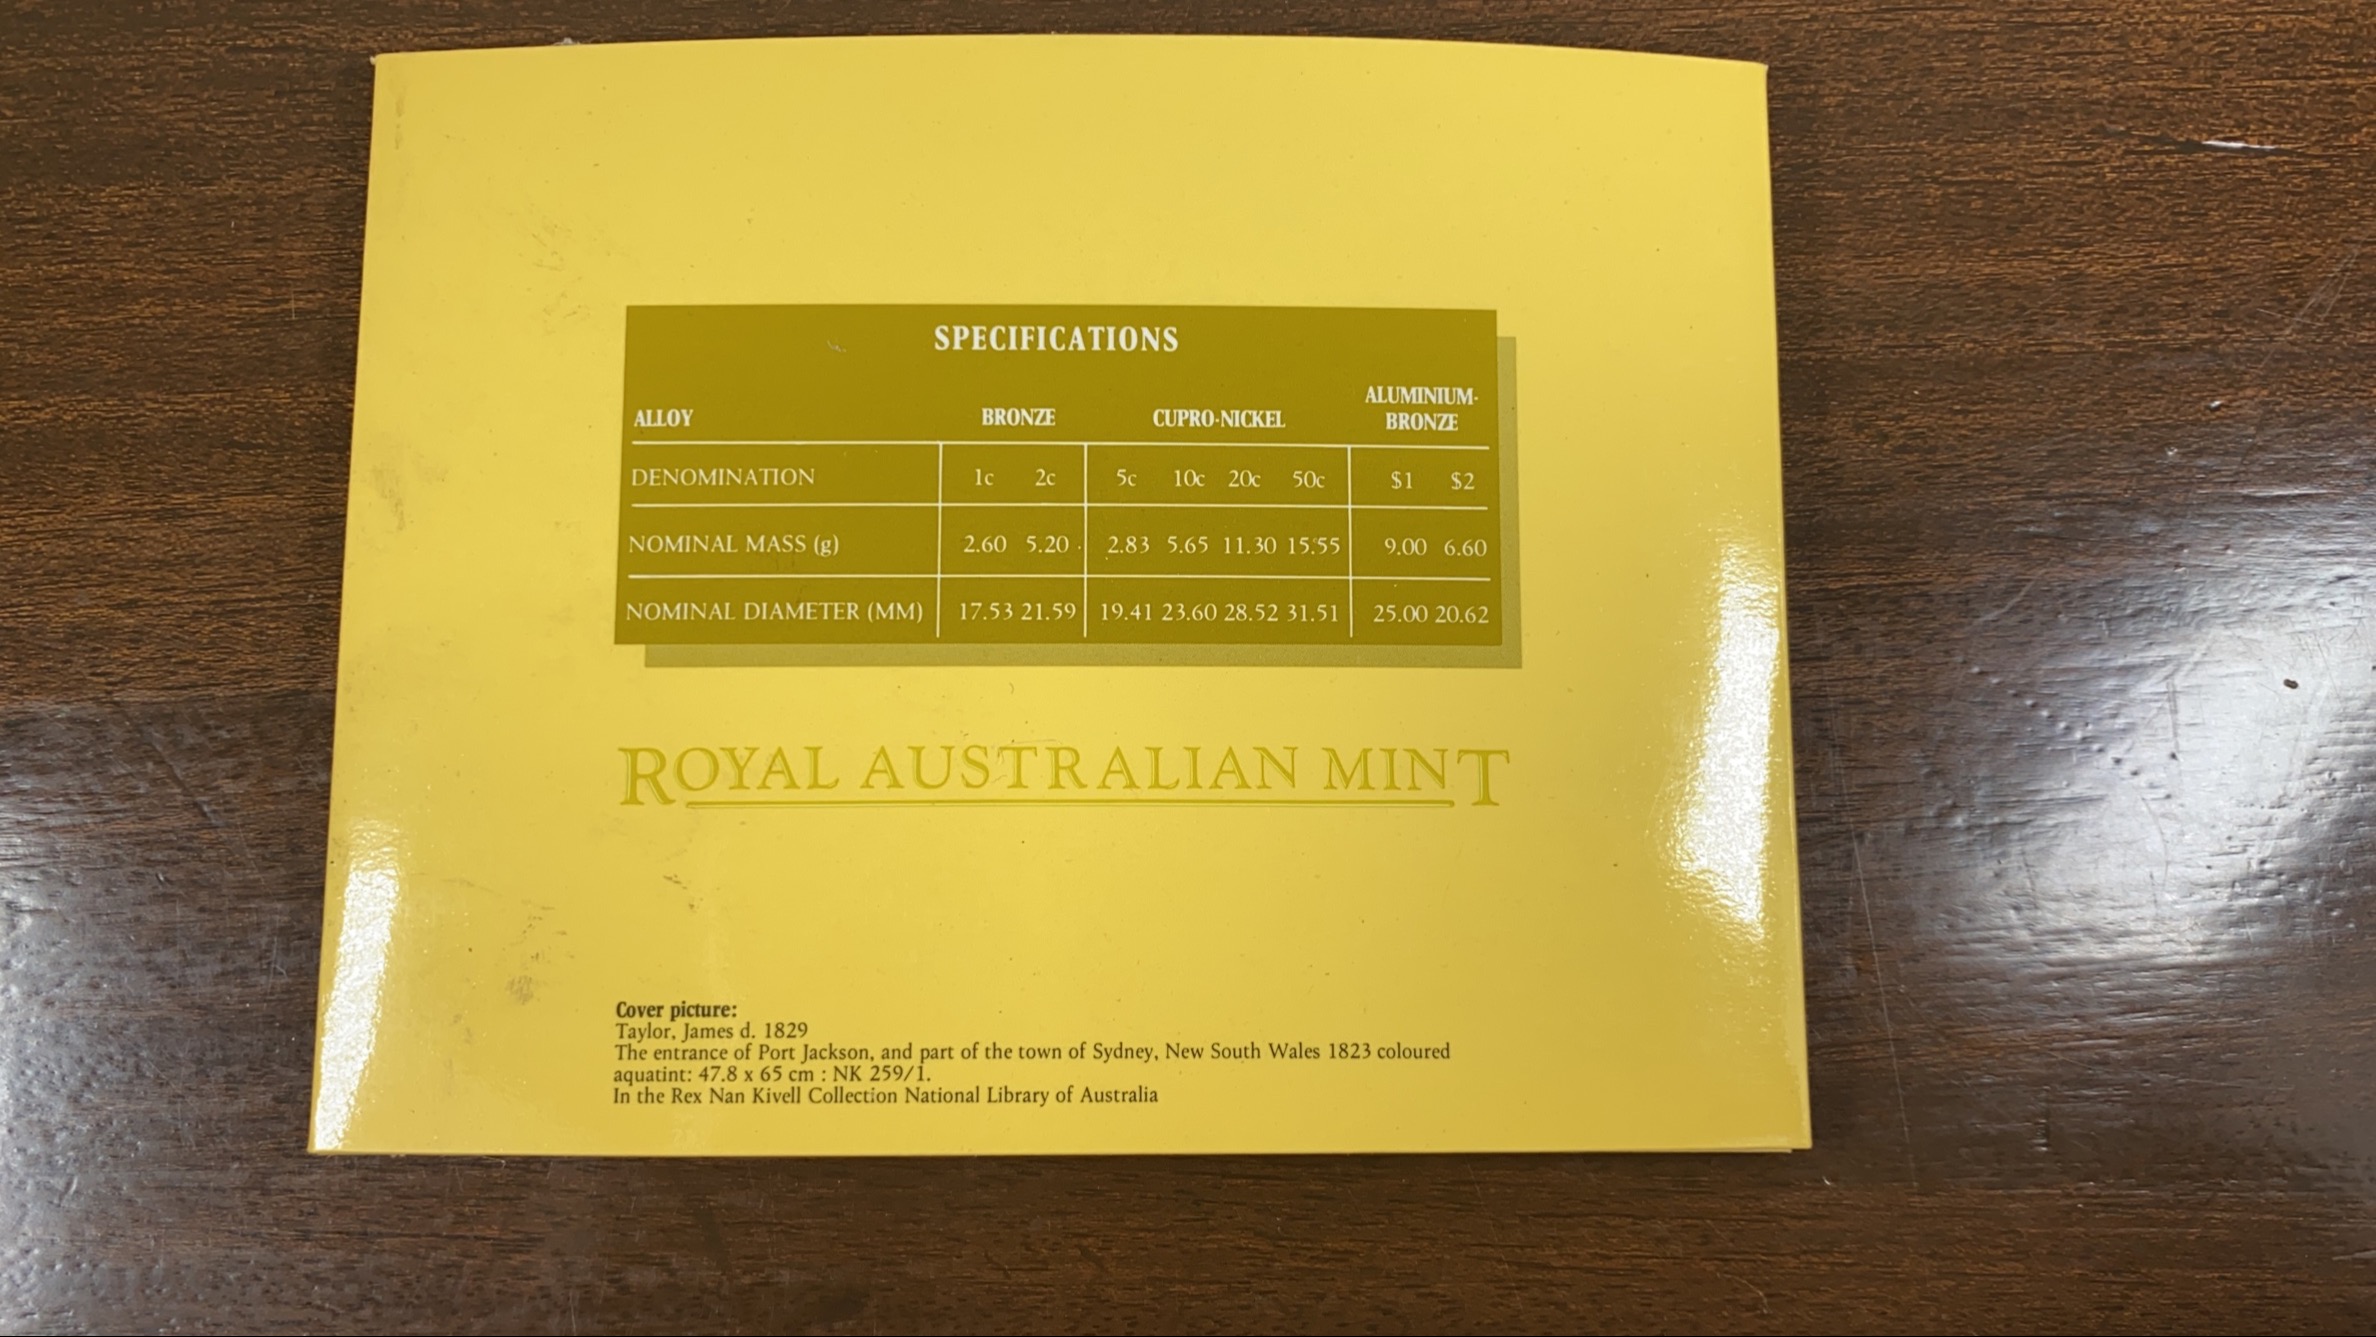 SPECIFICATIONS
ALLOY BRONZE CUPRO-NICKEL ALUMINIUM-
BRONZE
DENOMINATION 1c 2c 5c 10c 20c 50c $1 $2
NOMINAL MASS (g) 2.60 5.20 2.83 5.65 11.30 15.55 9.00 6.60
NOMINAL DIAMETER (MM) 17.53 21.59 19.41 23.60 28.52 31.51 25.00 20.62
ROYAL AUSTRALIAN MINT
Cover picture:
Taylor, James d. 1829
The entrance of Port Jackson, and part of the town of Sydney, New South Wales 1823 coloured
aquatint: 47.8 x 65 cm : NK 259/1.
In the Rex Nan Kivell Collection National Library of Australia